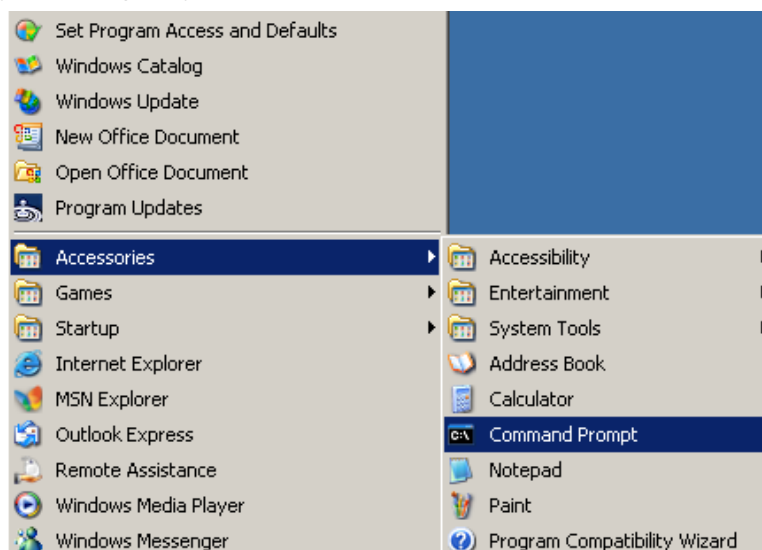 Set Program Access and Defaults
Windows Catalog
Windows Update
New Office Document
Open Office Document
Program Updates
Accessories
Games
Startup
Internet Explorer
MSN Explorer
Outlook Express
Remote Assistance
Windows Media Player
Windows Messenger
Accessibility
Entertainment
System Tools
Address Book
Calculator
C:\ Command Prompt
Notepad
Paint
Program Compatibility Wizard